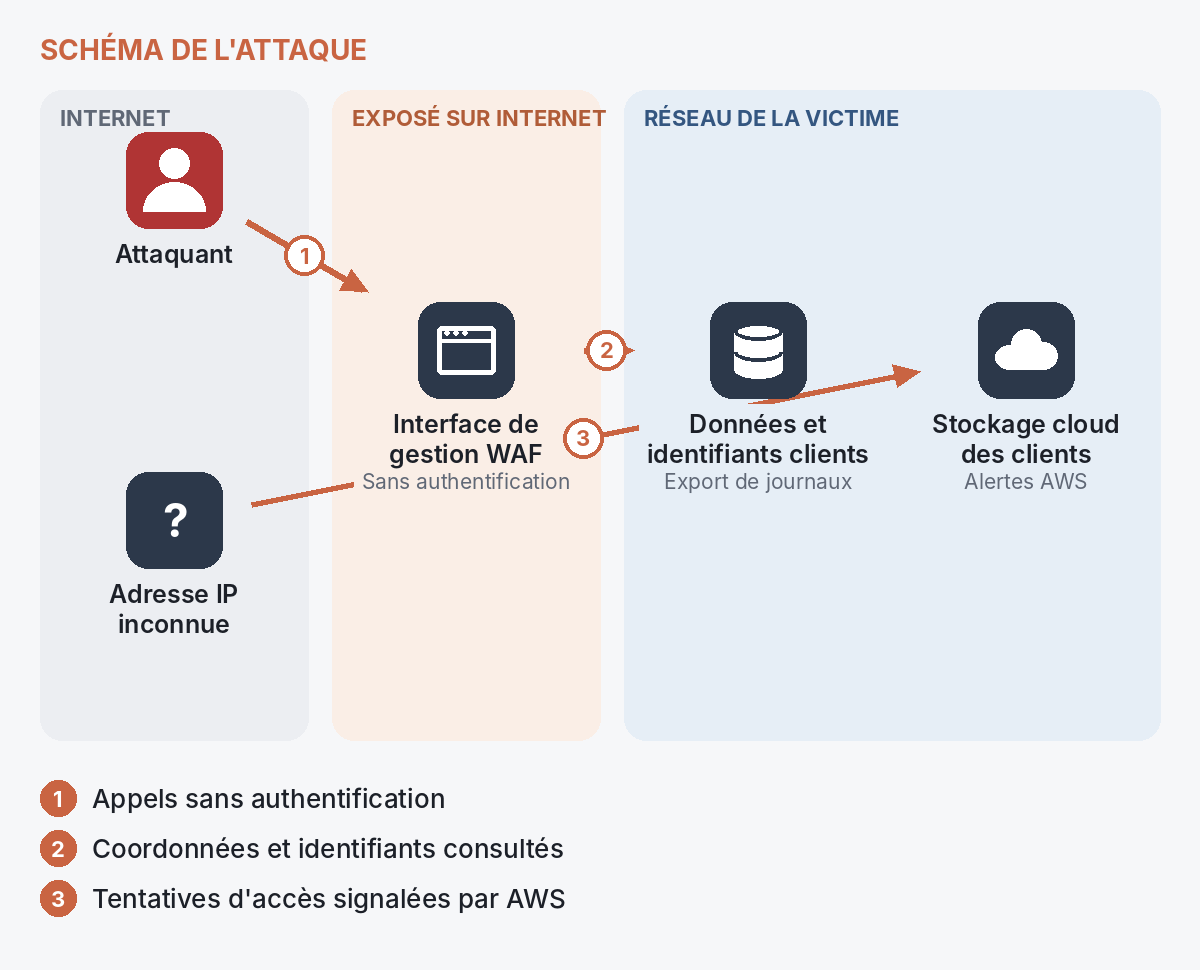 SCHÉMA DE L'ATTAQUE
INTERNET
EXPOSÉ SUR INTERNET
RÉSEAU DE LA VICTIME
Attaquant
1
2
Interface de
gestion WAF
Sans authentification
3
Données et
identifiants clients
Export de journaux
Stockage cloud
des clients
Alertes AWS
?
Adresse IP
inconnue
1 Appels sans authentification
2 Coordonnées et identifiants consultés
3 Tentatives d'accès signalées par AWS